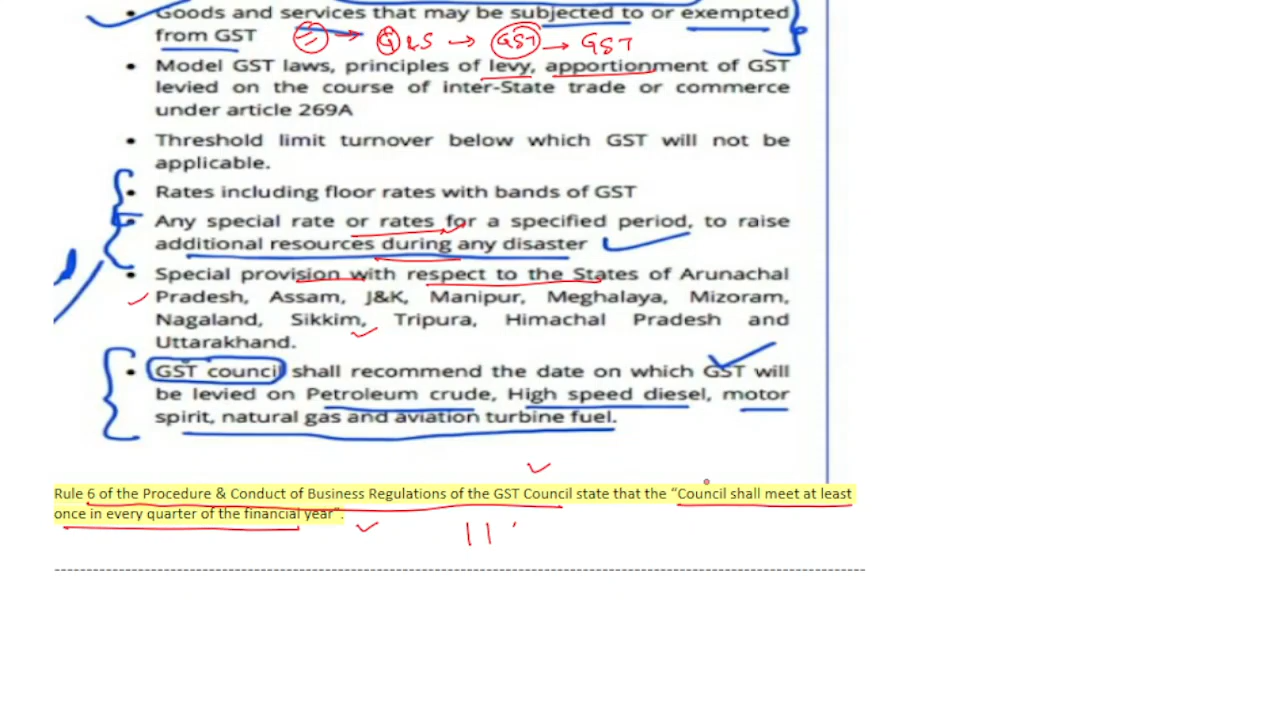 Goods and services that may be subjected to or exempted
from GST
→ G & S → GST → GST
Model GST laws, principles of levy, apportionment of GST
levied on the course of inter-State trade or commerce
under article 269A
Threshold limit turnover below which GST will not be
applicable.
Rates including floor rates with bands of GST
Any special rate or rates for a specified period, to raise
additional resources during any disaster
Special provision with respect to the States of Arunachal
Pradesh, Assam, J&K, Manipur, Meghalaya, Mizoram,
Nagaland, Sikkim, Tripura, Himachal Pradesh and
Uttarakhand.
GST council shall recommend the date on which GST will
be levied on Petroleum crude, High speed diesel, motor
spirit, natural gas and aviation turbine fuel.
Rule 6 of the Procedure & Conduct of Business Regulations of the GST Council state that the “Council shall meet at least
once in every quarter of the financial year”.